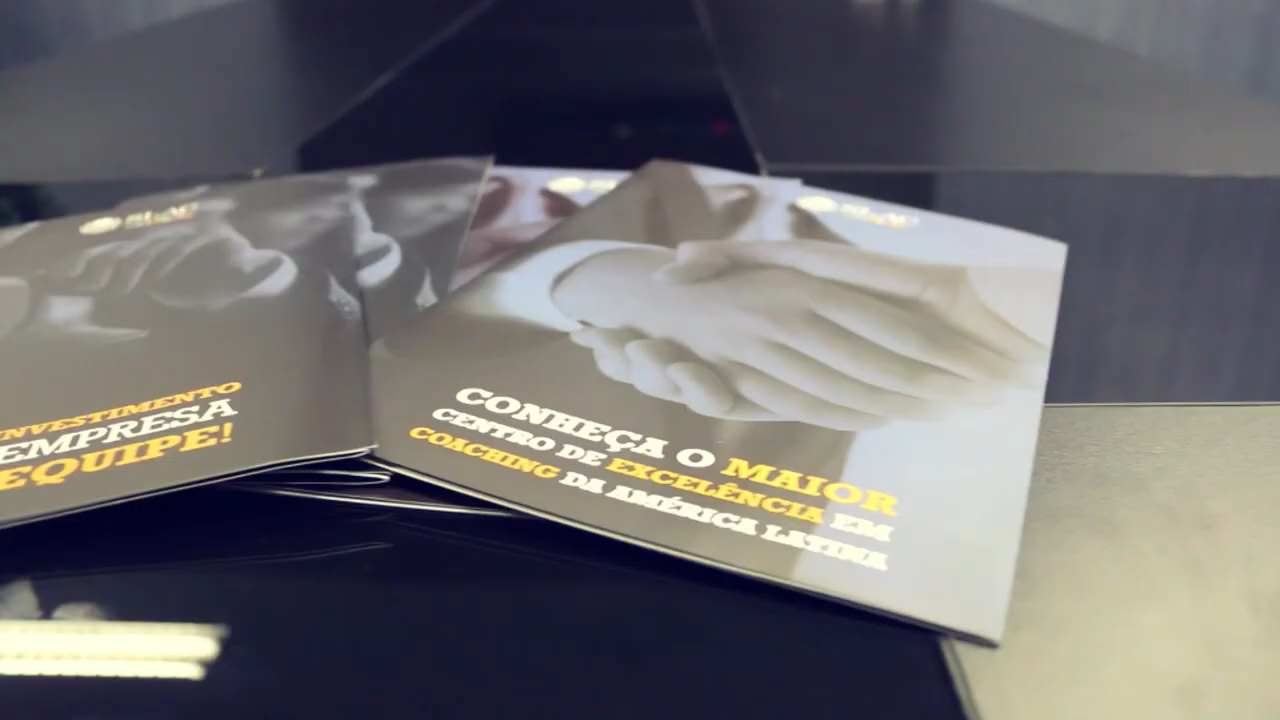 INVESTIMENTO
EMPRESA
EQUIPE!
CONHEÇA O MAIOR
CENTRO DE EXCELÊNCIA EM
COACHING DA AMÉRICA LATINA